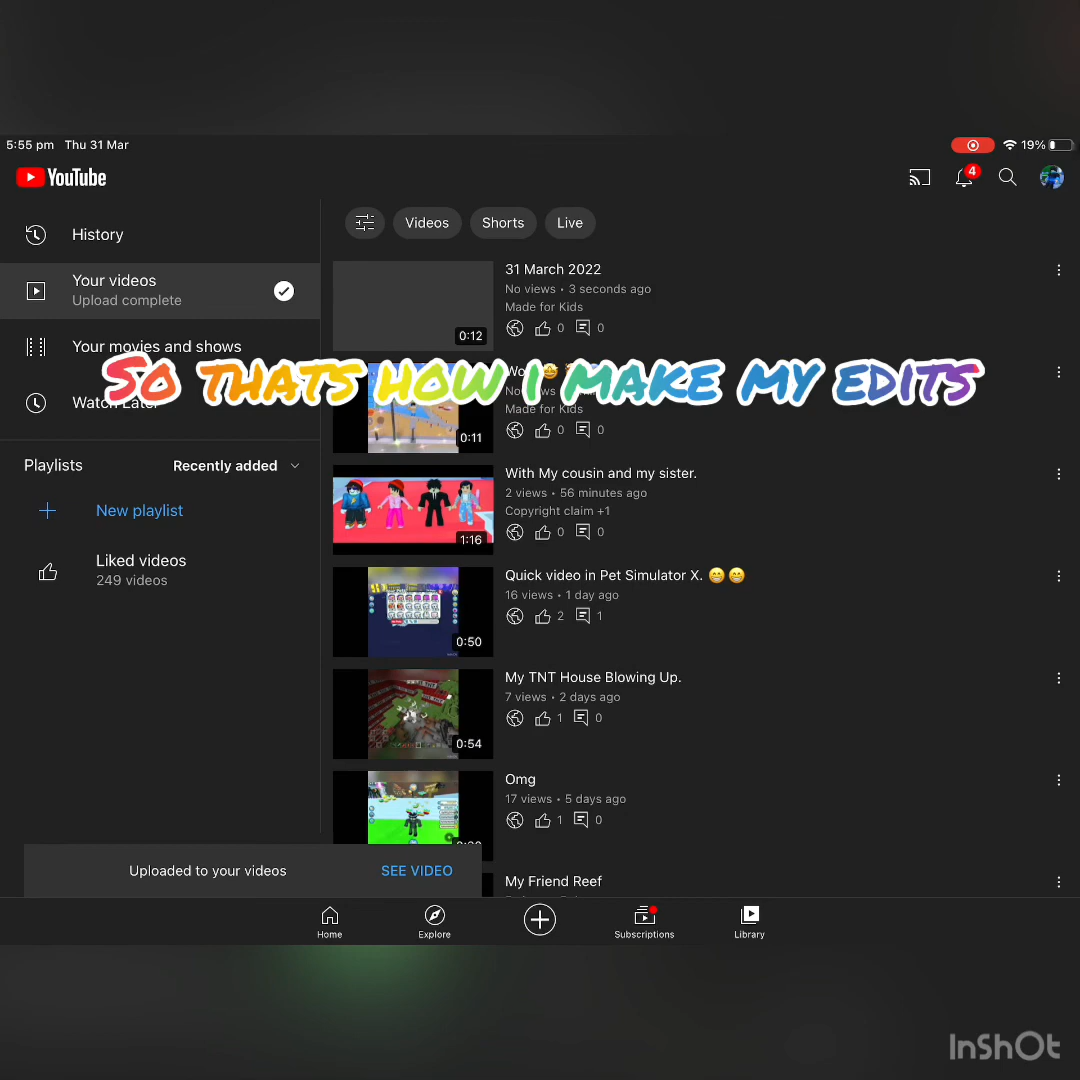 5:55 pm Thu 31 Mar
19%
YouTube
4
History
Your videos
Upload complete
Your movies and shows
Watch Later
Playlists
Recently added
New playlist
Liked videos
249 videos
Videos
Shorts
Live
31 March 2022
No views • 3 seconds ago
Made for Kids
0 0
0:12
So thats how i make my edits
Made for Kids
0 0
0:11
With My cousin and my sister.
2 views • 56 minutes ago
Copyright claim +1
0 0
1:16
Quick video in Pet Simulator X. 😁😁
16 views • 1 day ago
2 1
0:50
My TNT House Blowing Up.
7 views • 2 days ago
1 0
0:54
Omg
17 views • 5 days ago
1 0
My Friend Reef
Uploaded to your videos
SEE VIDEO
Home
Explore
Subscriptions
Library
InShOt